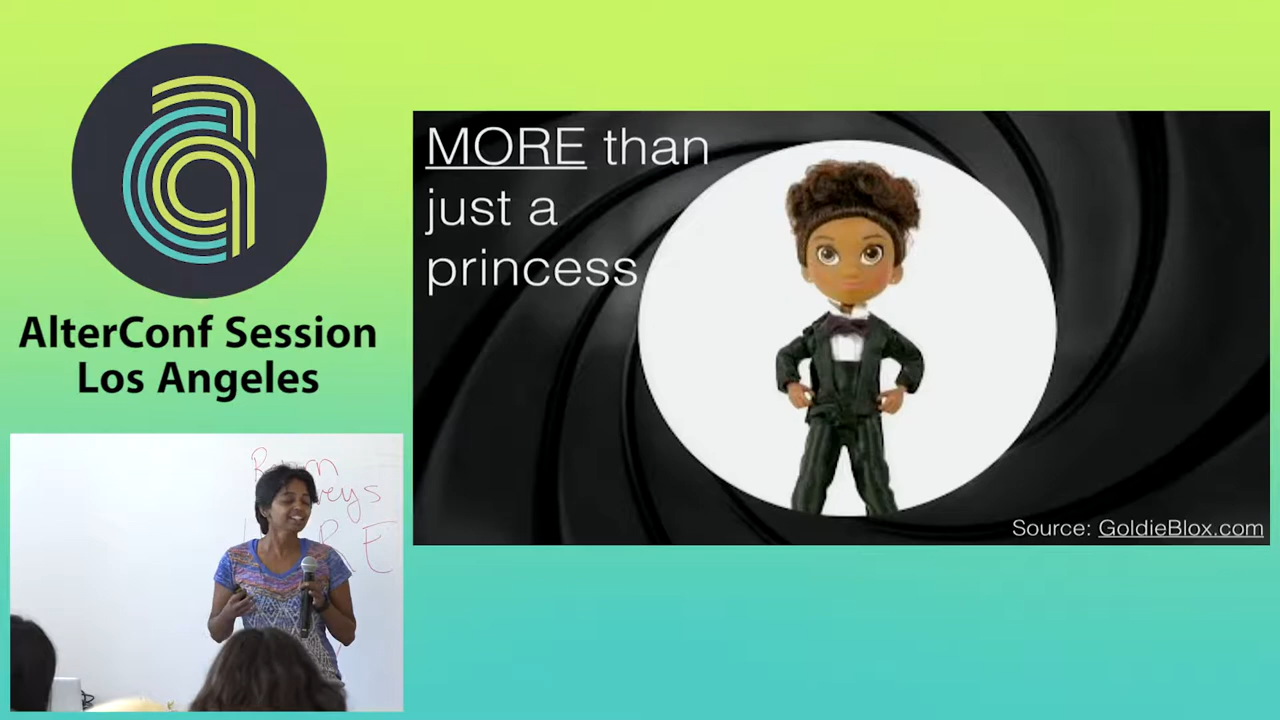 AlterConf Session
Los Angeles
MORE than
just a
princess
Source: GoldieBlox.com
R E